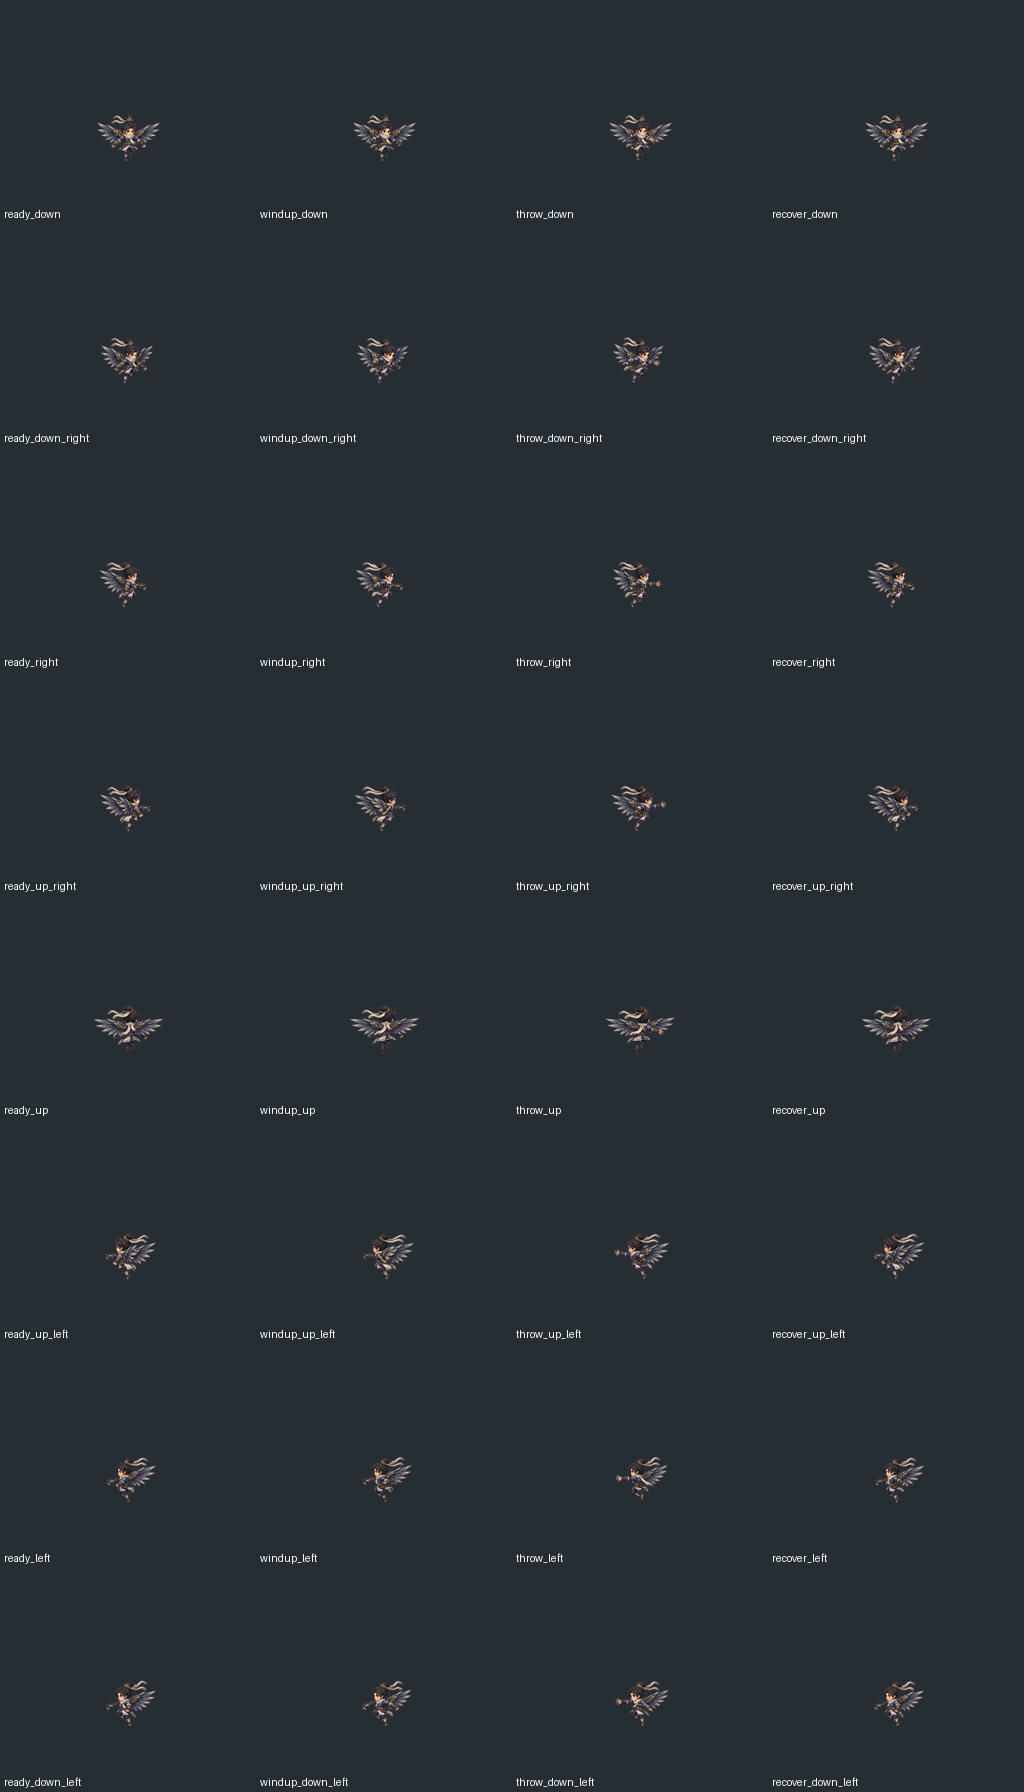 ready_down
windup_down
throw_down
recover_down
ready_down_right
windup_down_right
throw_down_right
recover_down_right
ready_right
windup_right
throw_right
recover_right
ready_up_right
windup_up_right
throw_up_right
recover_up_right
ready_up
windup_up
throw_up
recover_up
ready_up_left
windup_up_left
throw_up_left
recover_up_left
ready_left
windup_left
throw_left
recover_left
ready_down_left
windup_down_left
throw_down_left
recover_down_left